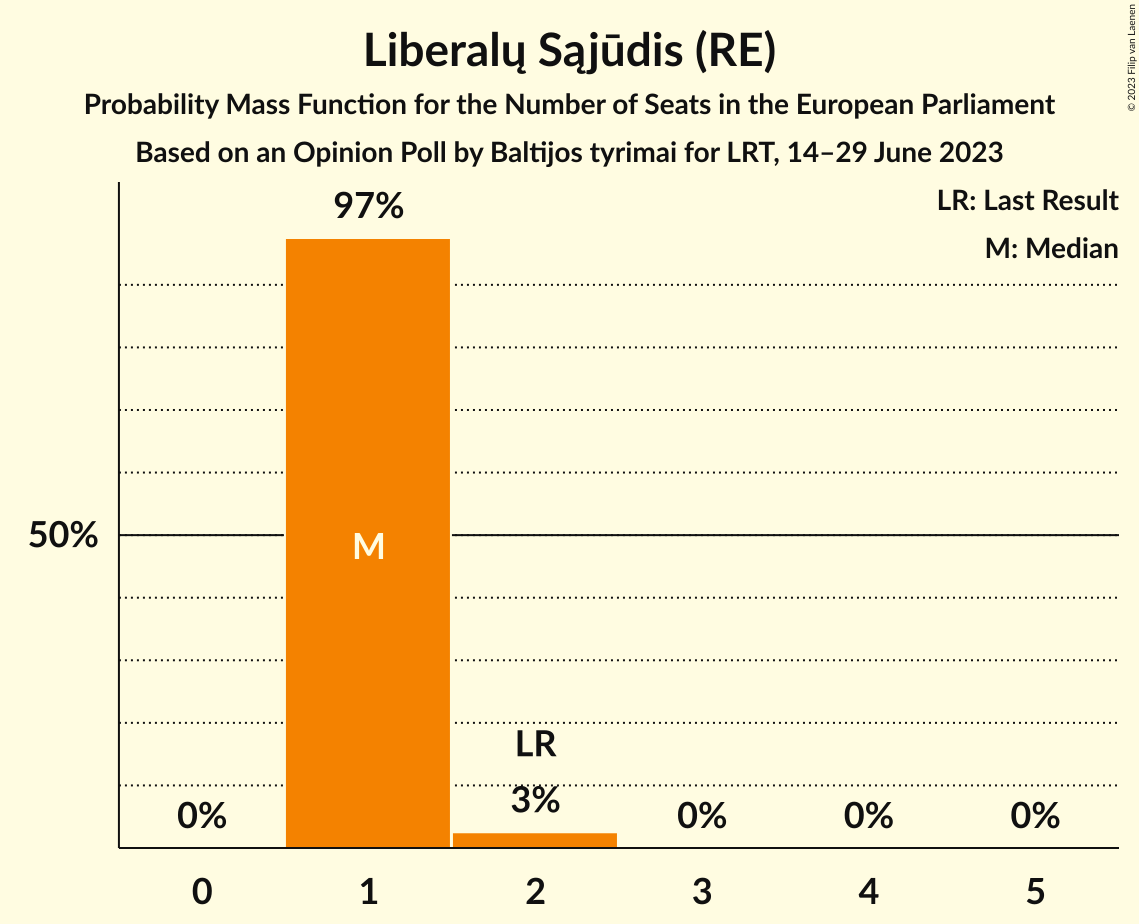 Liberalų Sąjūdis (RE)
Probability Mass Function for the Number of Seats in the European Parliament
Based on an Opinion Poll by Baltijos tyrimai for LRT, 14–29 June 2023
© 2023 Filip van Laenen
LR: Last Result
M: Median
97%
50%
M
LR
0%
3%
0%
0%
0%
0
1
2
3
4
5